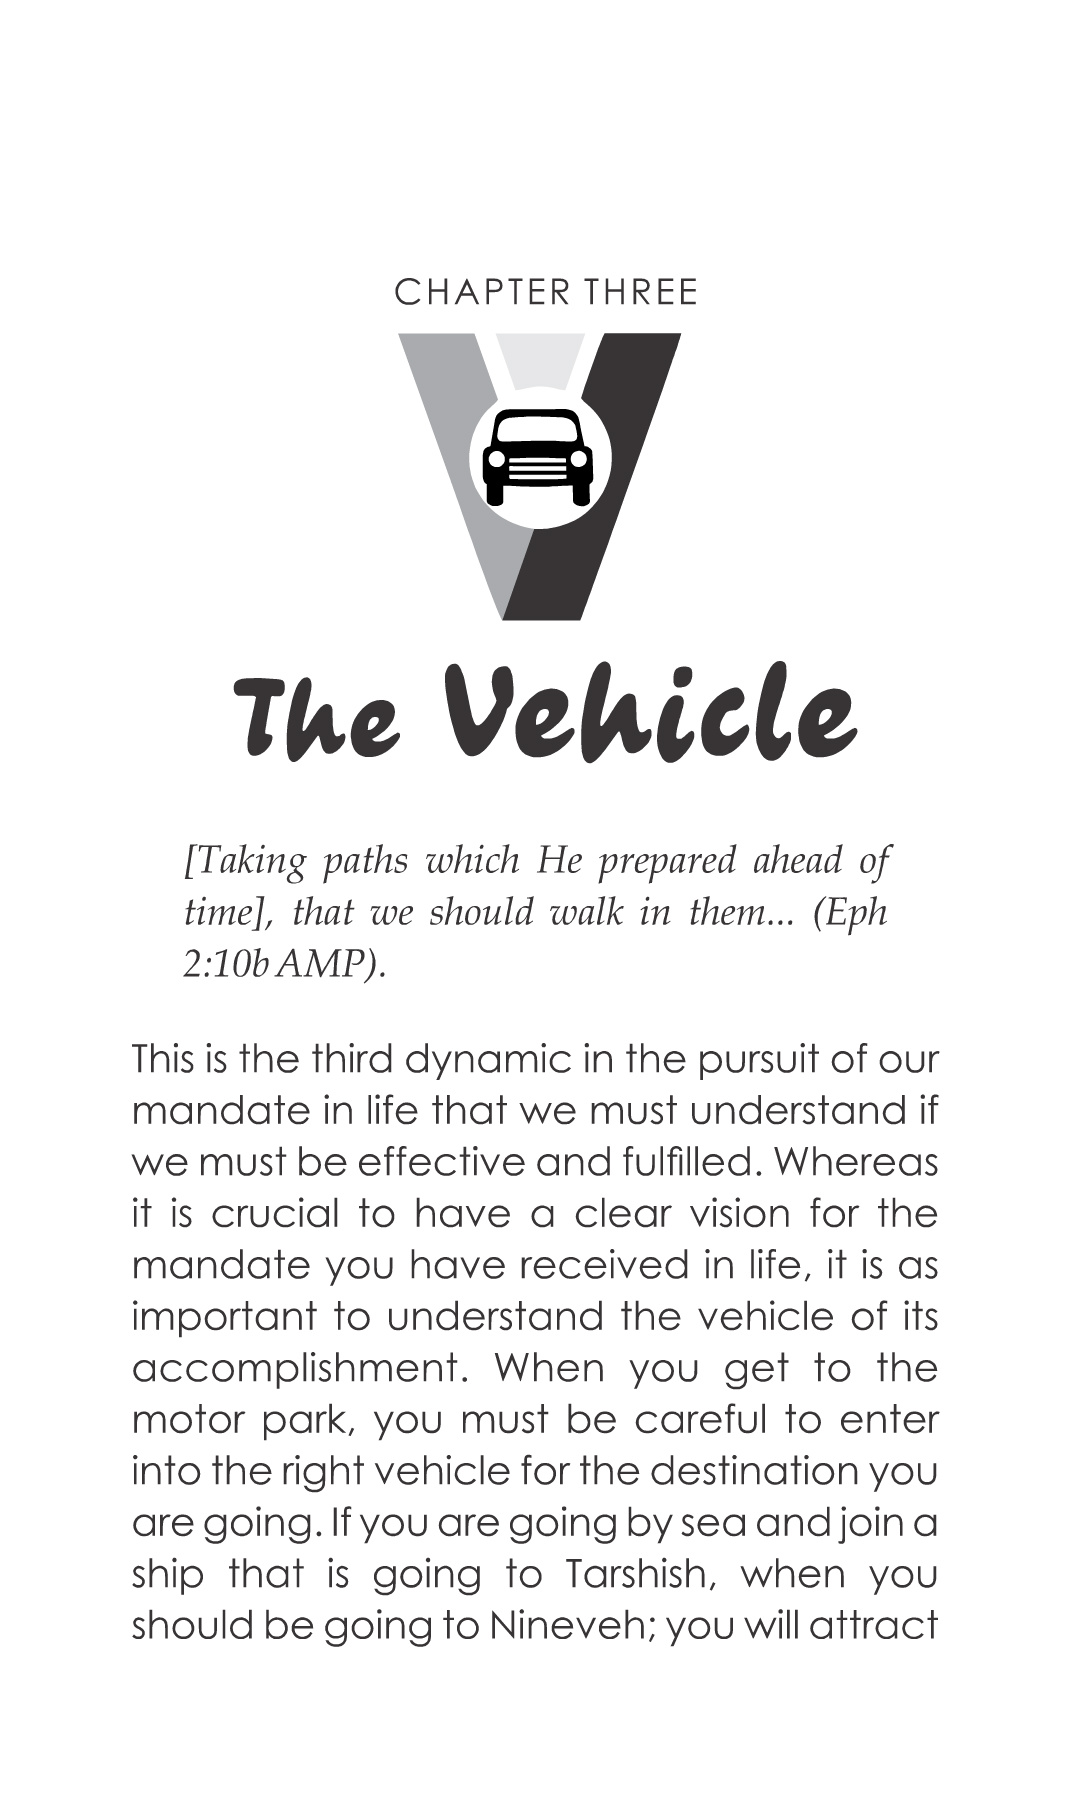 CHAPTER THREE
The Vehicle
[Taking paths which He prepared ahead of
time], that we should walk in them... (Eph
2:10b AMP).
This is the third dynamic in the pursuit of our
mandate in life that we must understand if
we must be effective and fulfilled. Whereas
it is crucial to have a clear vision for the
mandate you have received in life, it is as
important to understand the vehicle of its
accomplishment. When you get to the
motor park, you must be careful to enter
into the right vehicle for the destination you
are going. If you are going by sea and join a
ship that is going to Tarshish, when you
should be going to Nineveh; you will attract